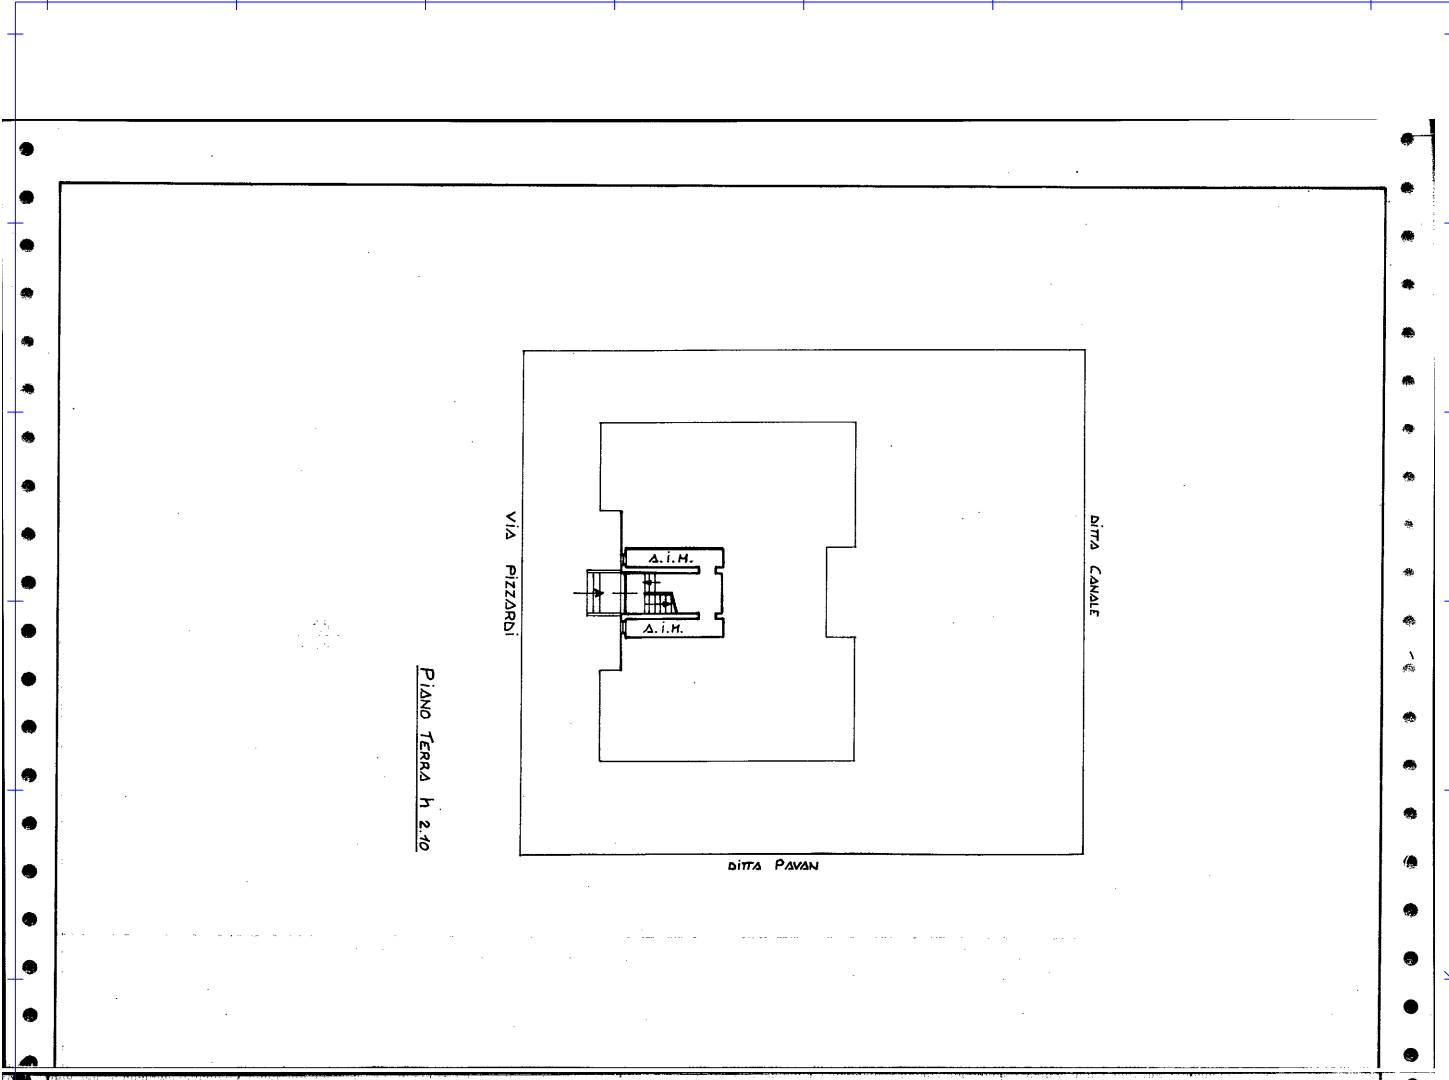 VIA PIZZARDI
DITTA CANALE
A.I.M.
A.I.M.
PIANO TERRA h 2.10
DITTA PAVAN